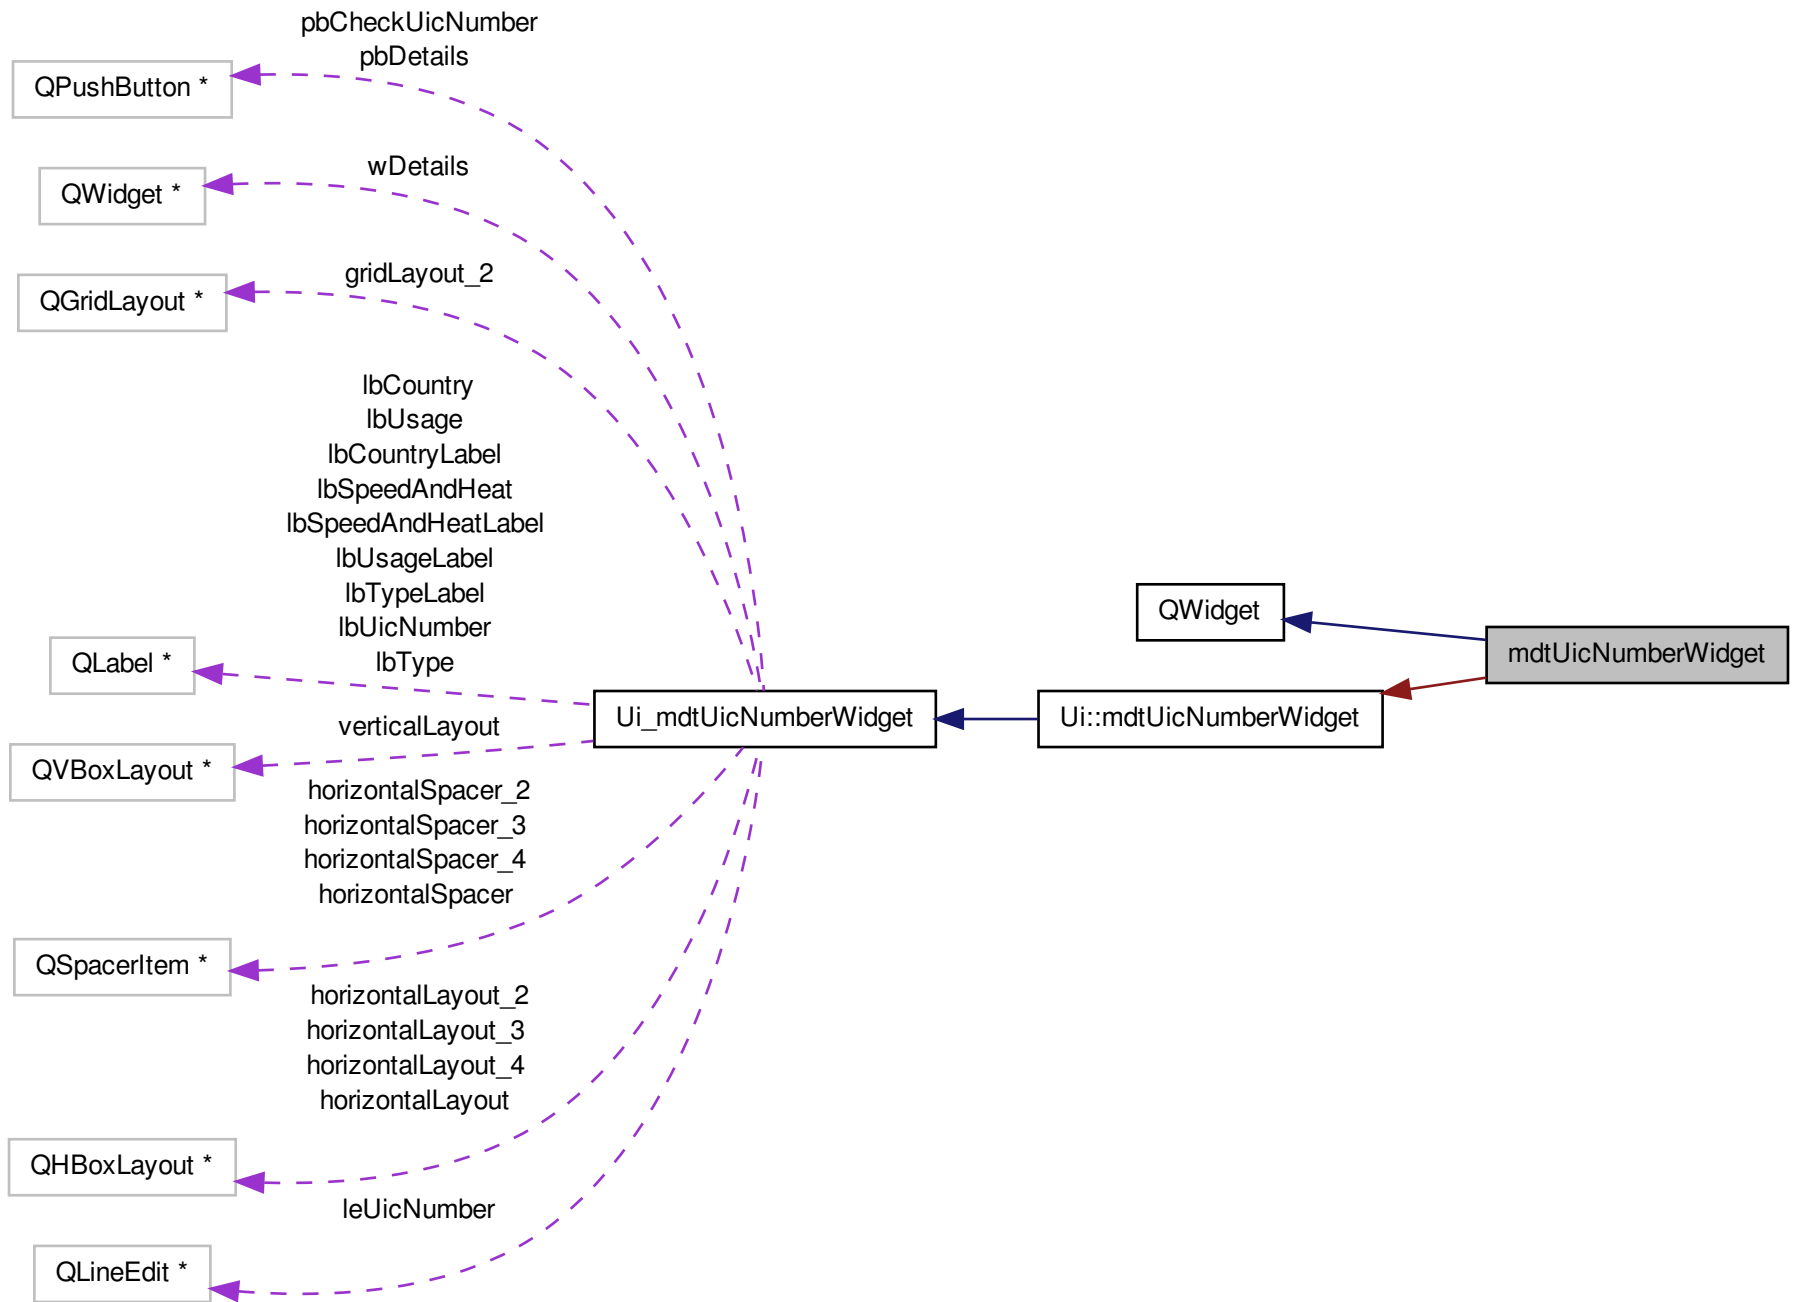 pbCheckUicNumber
pbDetails
QPushButton *
wDetails
QWidget *
gridLayout_2
QGridLayout *
lbCountry
lbUsage
lbCountryLabel
lbSpeedAndHeat
lbSpeedAndHeatLabel
lbUsageLabel
lbTypeLabel
lbUicNumber
lbType
QLabel *
verticalLayout
QVBoxLayout *
horizontalSpacer_2
horizontalSpacer_3
horizontalSpacer_4
horizontalSpacer
QSpacerItem *
horizontalLayout_2
horizontalLayout_3
horizontalLayout_4
horizontalLayout
QHBoxLayout *
leUicNumber
QLineEdit *
Ui_mdtUicNumberWidget
Ui::mdtUicNumberWidget
QWidget
mdtUicNumberWidget